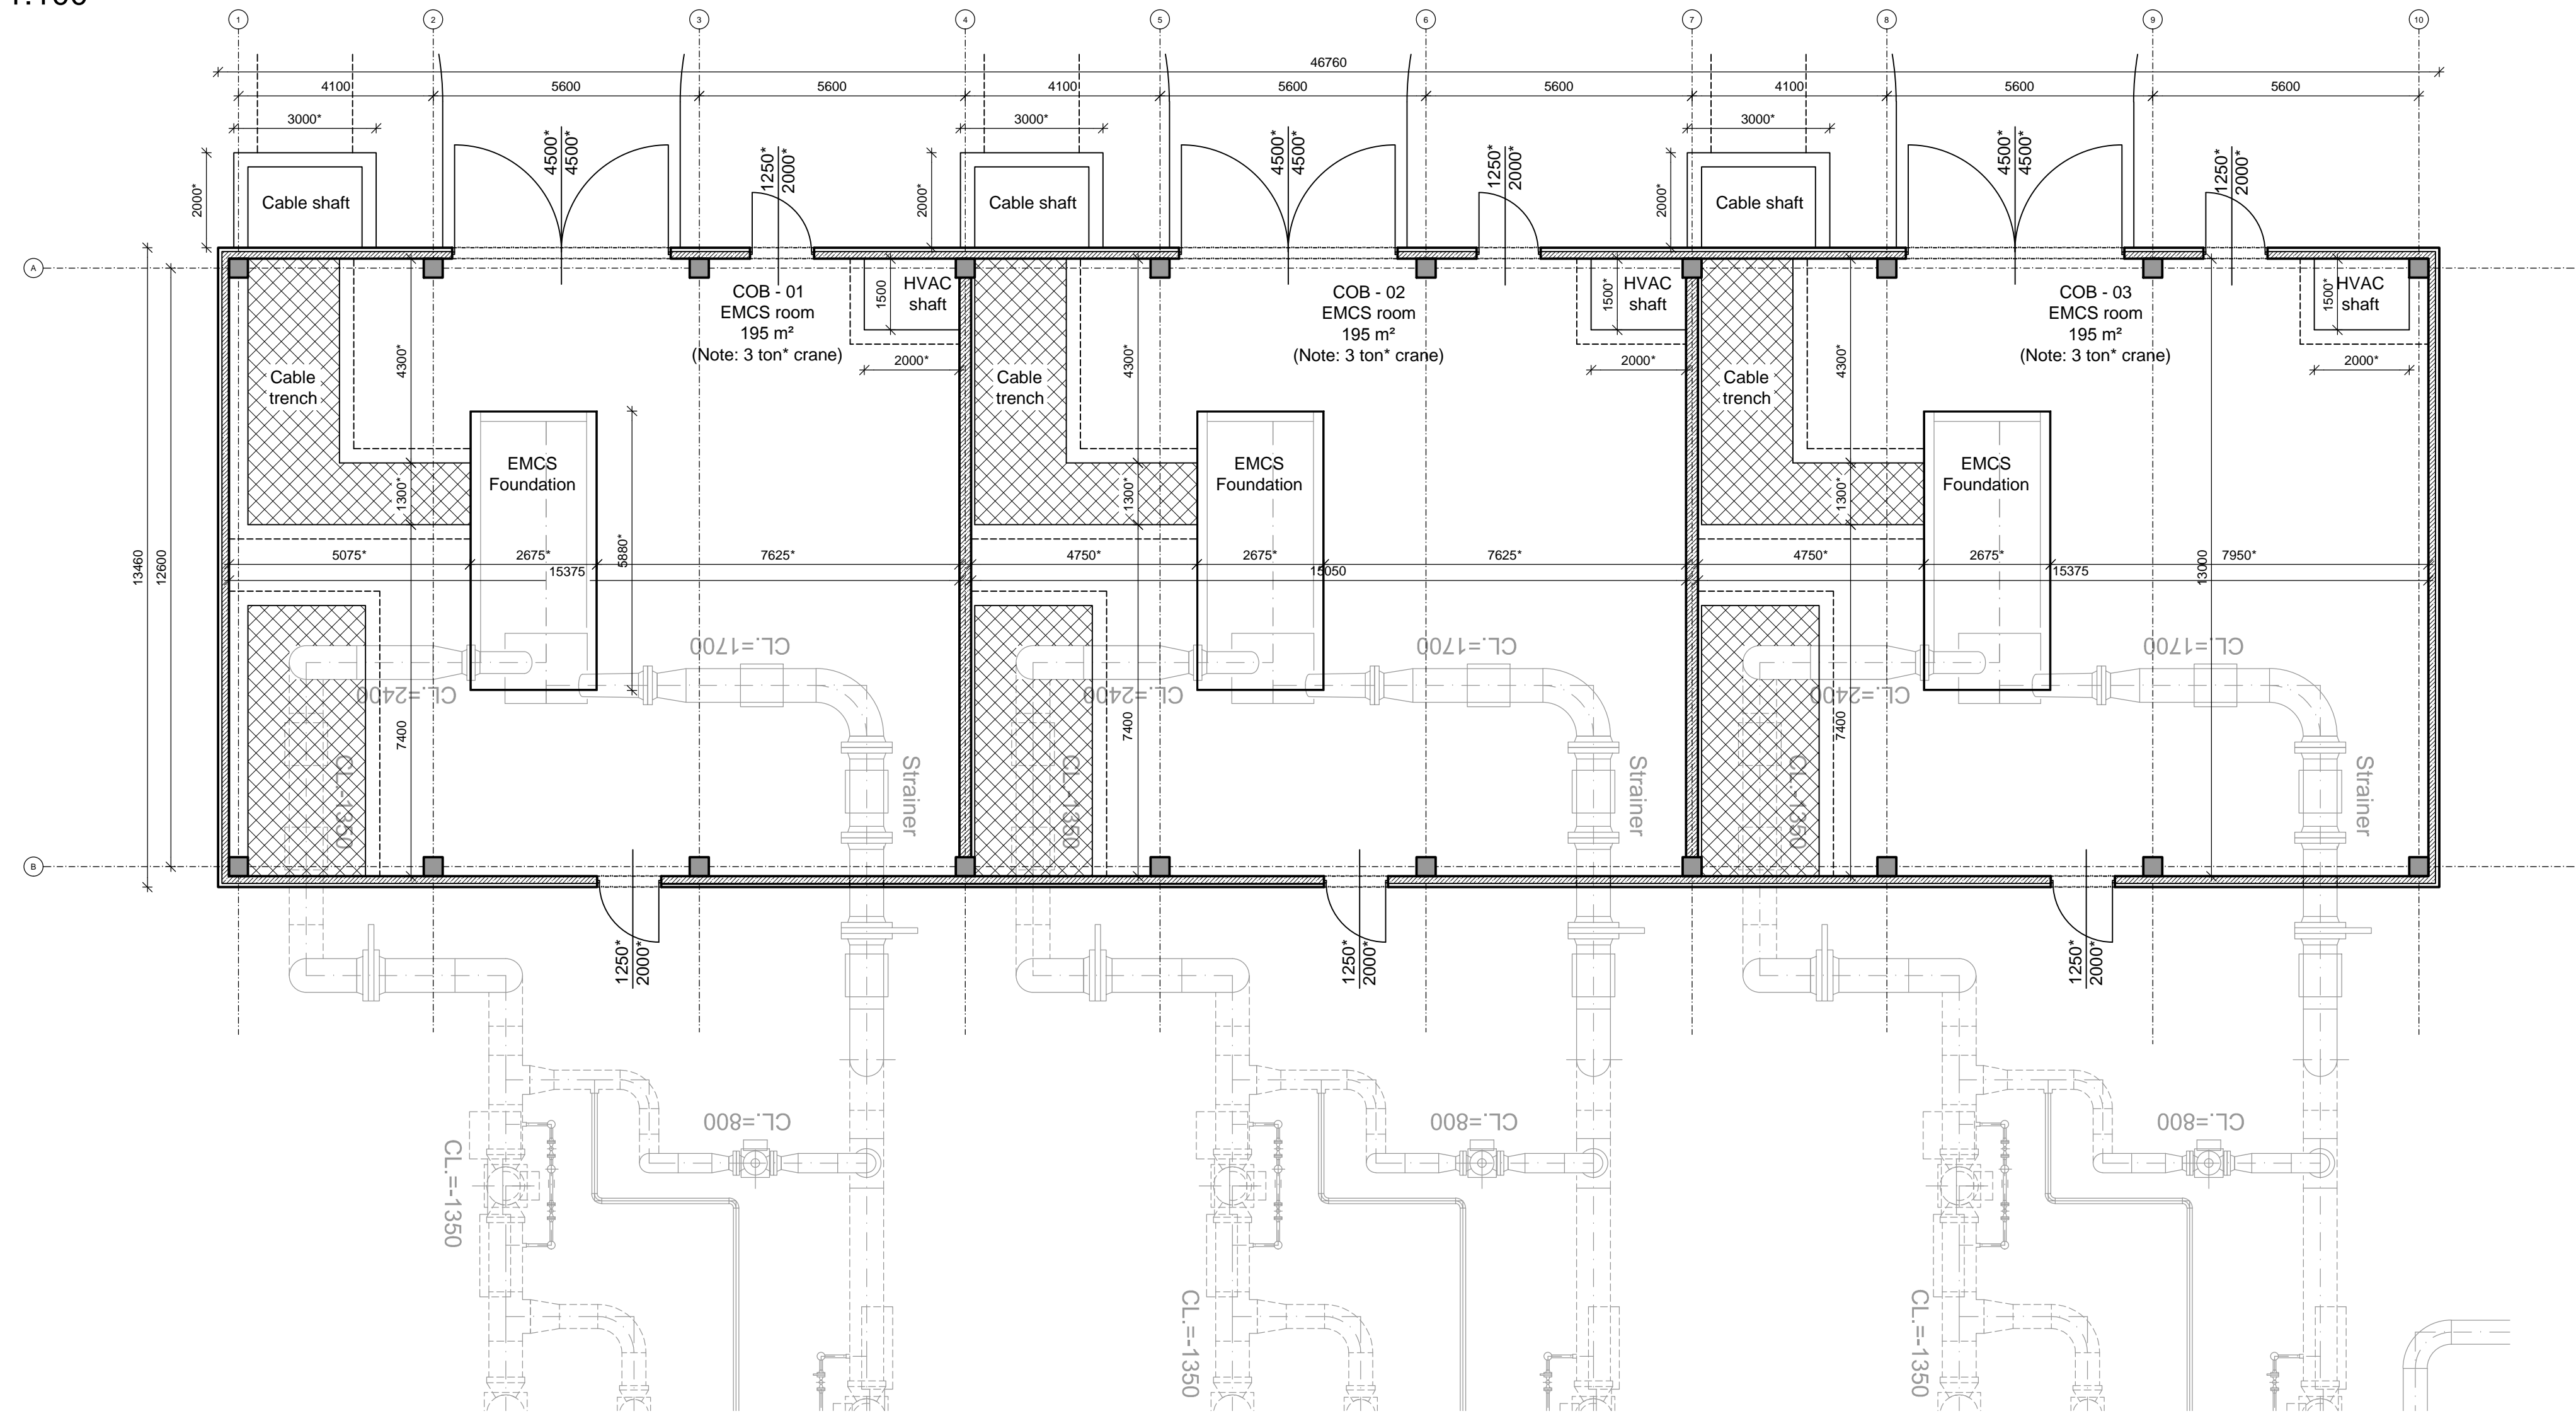 1 2 3 4 5 6 7 8 9 10
46760
4100 5600 5600 4100 5600 5600 4100 5600 5600
3000* 3000* 3000*
4500*
4500*
1250*
2000*
4500*
4500*
1250*
2000*
4500*
4500*
1250*
2000*
2000* 2000* 2000*
Cable shaft Cable shaft Cable shaft
A
COB - 01
EMCS room
195 m²
(Note: 3 ton* crane)
1500
HVAC
shaft
2000*
COB - 02
EMCS room
195 m²
(Note: 3 ton* crane)
1500*
HVAC
shaft
2000*
COB - 03
EMCS room
195 m²
(Note: 3 ton* crane)
1500*
HVAC
shaft
2000*
4300* 4300* 4300*
Cable
trench
Cable
trench
Cable
trench
EMCS
Foundation
EMCS
Foundation
EMCS
Foundation
1300* 1300* 1300*
13460
12600
5075* 2675* 7625* 4750* 2675* 7625* 4750* 2675* 7950*
5880*
15375 15050 15375
13000
CL.=1700 CL.=1700 CL.=1700
CL.=2400 CL.=2400 CL.=2400
7400 7400 7400
CL.-1350 CL.-1350 CL.-1350
Strainer Strainer Strainer
B
1250*
2000*
1250*
2000*
1250*
2000*
CL.=800 CL.=800 CL.=800
CL.=-1350
CL.=-1350
CL.=-1350